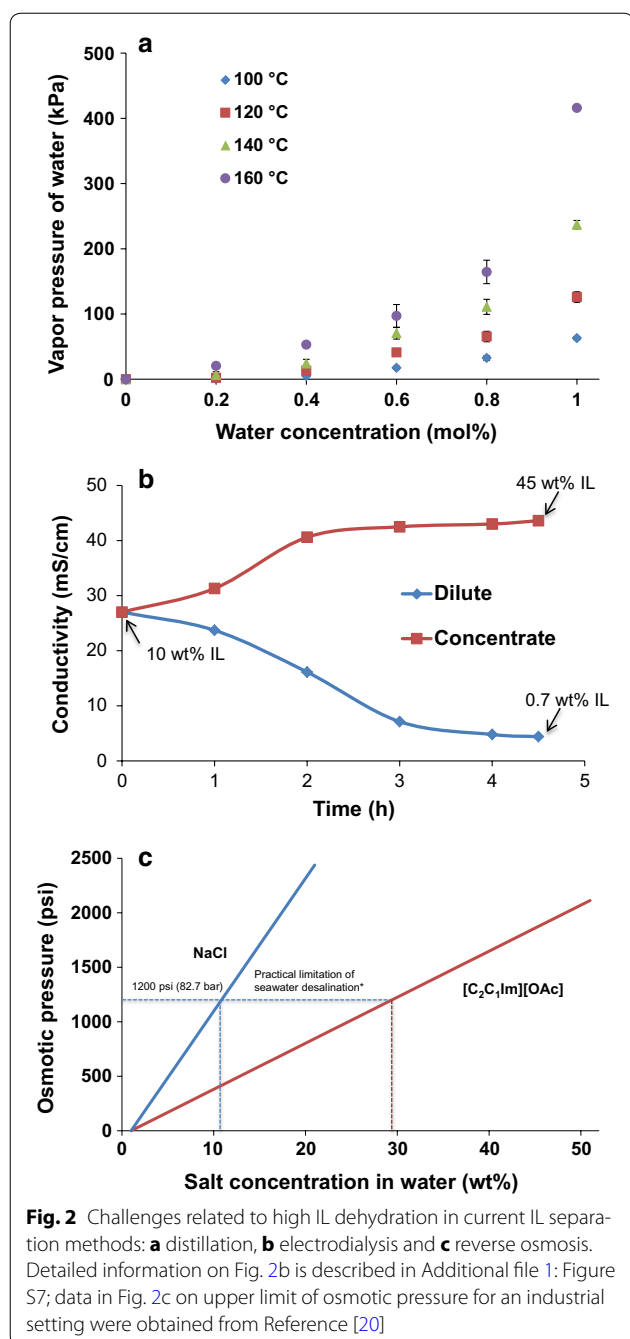 a
500
400
300
200
100
0
Vapor pressure of water (kPa)
100 °C
120 °C
140 °C
160 °C
0 0.2 0.4 0.6 0.8 1
Water concentration (mol%)
b
50
40
30
20
10
0
Conductivity (mS/cm)
45 wt% IL
Dilute
Concentrate
10 wt% IL
0.7 wt% IL
0 1 2 3 4 5
Time (h)
c
2500
2000
1500
1000
500
0
Osmotic pressure (psi)
NaCl
1200 psi (82.7 bar)
Practical limitation of
seawater desalination*
[C₂C₁Im][OAc]
0 10 20 30 40 50
Salt concentration in water (wt%)
Fig. 2 Challenges related to high IL dehydration in current IL separa-
tion methods: a distillation, b electrodialysis and c reverse osmosis.
Detailed information on Fig. 2b is described in Additional file 1: Figure
S7; data in Fig. 2c on upper limit of osmotic pressure for an industrial
setting were obtained from Reference [20]